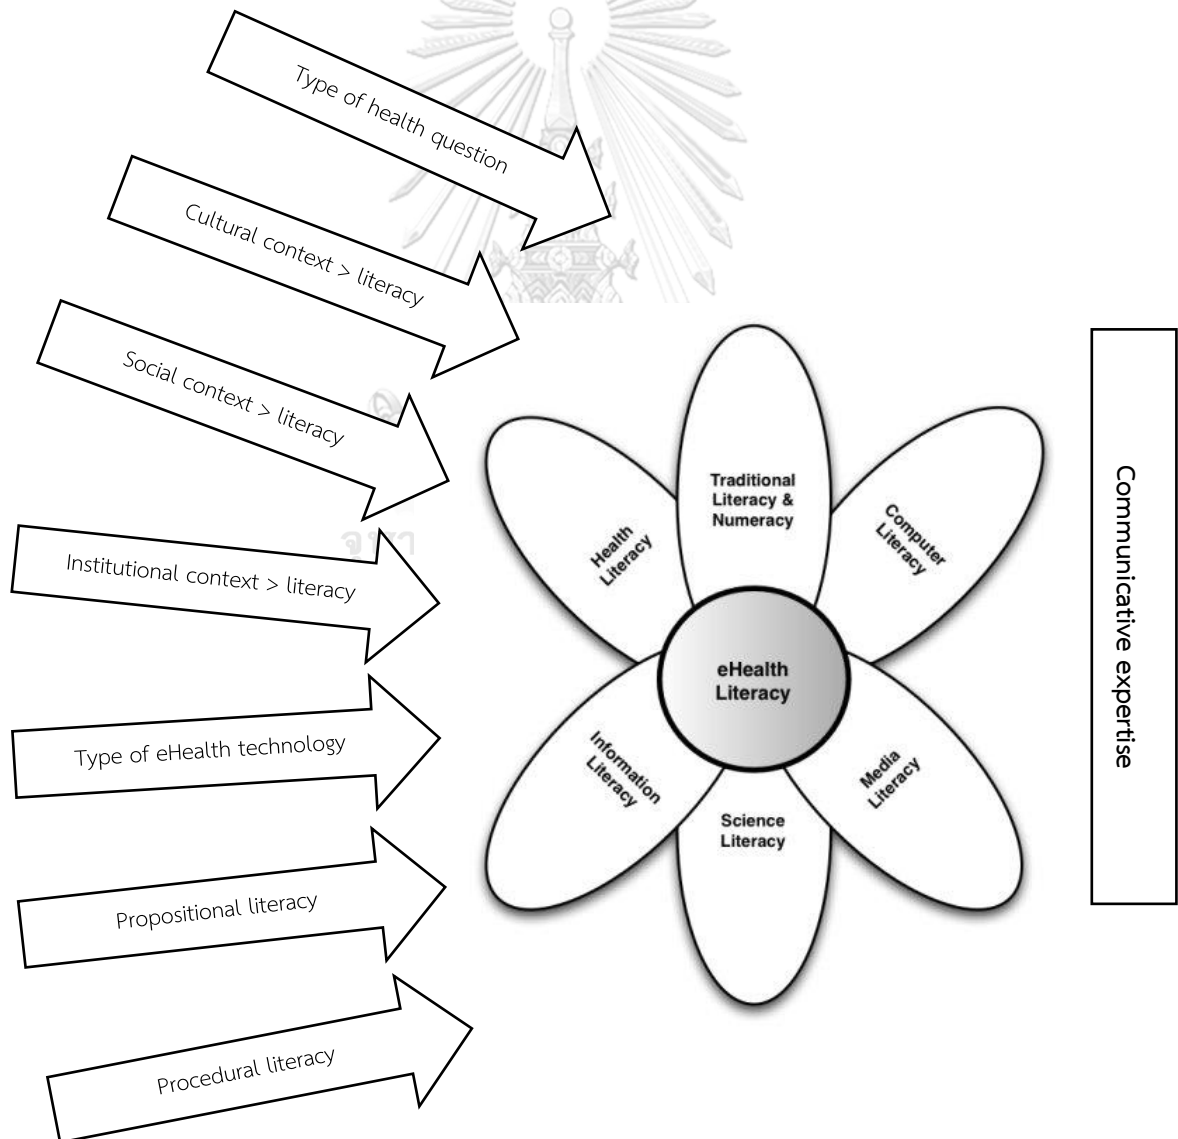 Type of health question
Cultural context > literacy
Social context > literacy
Institutional context > literacy
Type of eHealth technology
Propositional literacy
Procedural literacy
Health
Literacy
Traditional
Literacy &
Numeracy
Computer
Literacy
eHealth
Literacy
Information
Literacy
Science
Literacy
Media
Literacy
Communicative expertise